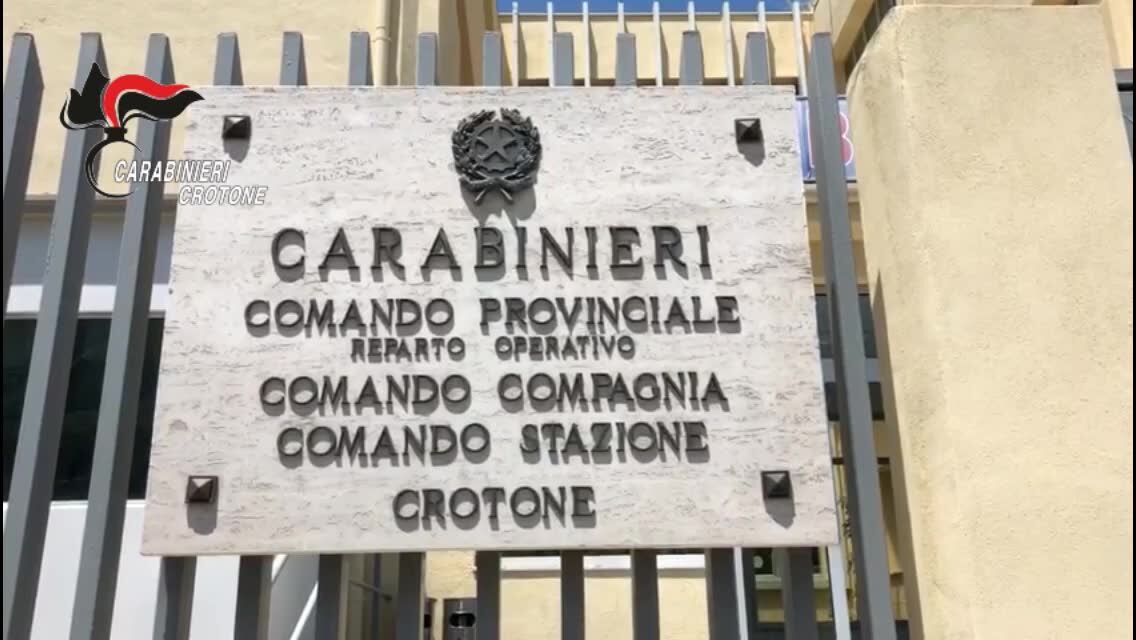 CARABINIERI
CROTONE
CARABINIERI
COMANDO PROVINCIALE
REPARTO OPERATIVO
COMANDO COMPAGNIA
COMANDO STAZIONE
CROTONE